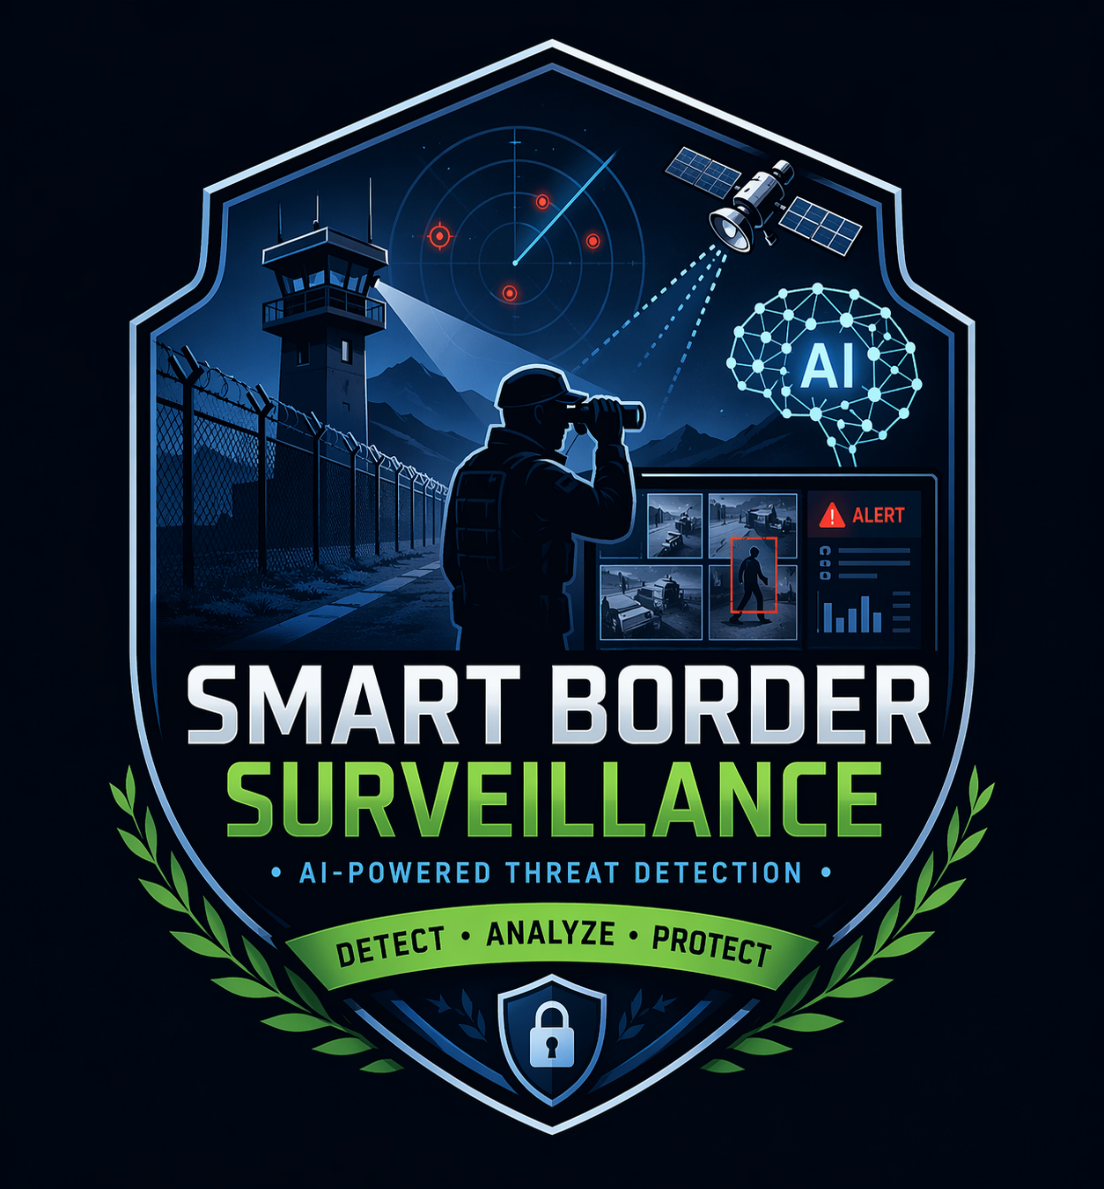 AI
ALERT
SMART BORDER
SURVEILLANCE
• AI-POWERED THREAT DETECTION •
DETECT • ANALYZE • PROTECT